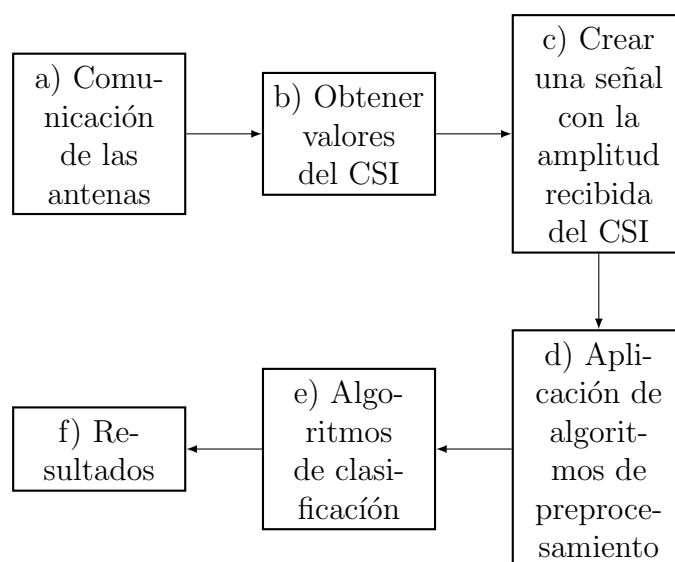 a) Comu-
nicación
de las
antenas
b) Obtener
valores
del CSI
c) Crear
una señal
con la
amplitud
recibida
del CSI
d) Apli-
cación de
algorit-
mos de
preproce-
samiento
e) Algo-
ritmos
de clasi-
ficacíón
f) Re-
sultados